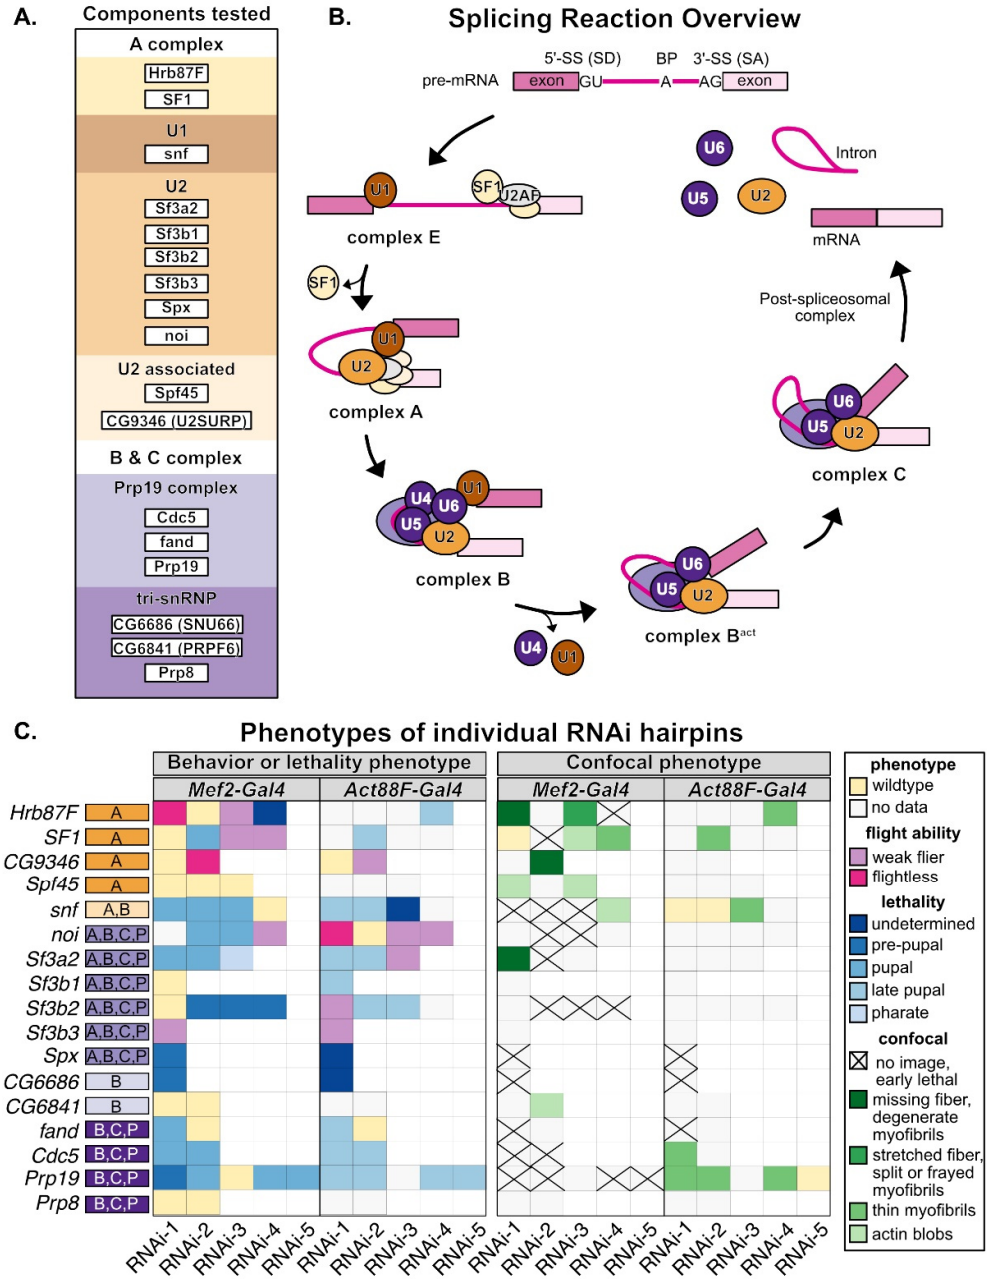 A.
Components tested
A complex
Hrb87F
SF1
U1
snf
U2
Sf3a2
Sf3b1
Sf3b2
Sf3b3
Spx
noi
U2 associated
Spf45
CG9346 (U2SURP)
B & C complex
Prp19 complex
Cdc5
fand
Prp19
tri-snRNP
CG6686 (SNU66)
CG6841 (PRPF6)
Prp8
B.
Splicing Reaction Overview
5'-SS (SD) BP 3'-SS (SA)
pre-mRNA exon GU A AG exon
U1 SF1 U2AF
complex E
SF1
U1
U2
complex A
U4 U6 U1
U5 U2
complex B
U4 U1
U6
U5 U2
complex Bact
U6
U5 U2
complex C
Post-spliceosomal
complex
U6
Intron
U5 U2
mRNA
C.
Phenotypes of individual RNAi hairpins
Behavior or lethality phenotype Confocal phenotype
Mef2-Gal4 Act88F-Gal4 Mef2-Gal4 Act88F-Gal4
Hrb87F A
SF1 A
CG9346 A
Spf45 A
snf A,B
noi A,B,C,P
Sf3a2 A,B,C,P
Sf3b1 A,B,C,P
Sf3b2 A,B,C,P
Sf3b3 A,B,C,P
Spx A,B,C,P
CG6686 B
CG6841 B
fand B,C,P
Cdc5 B,C,P
Prp19 B,C,P
Prp8 B,C,P
RNAi-1 RNAi-2 RNAi-3 RNAi-4 RNAi-5 RNAi-1 RNAi-2 RNAi-3 RNAi-4 RNAi-5 RNAi-1 RNAi-2 RNAi-3 RNAi-4 RNAi-5 RNAi-1 RNAi-2 RNAi-3 RNAi-4 RNAi-5
phenotype
wildtype
no data
flight ability
weak flier
flightless
lethality
undetermined
pre-pupal
pupal
late pupal
pharate
confocal
no image,
early lethal
missing fiber,
degenerate
myofibrils
stretched fiber,
split or frayed
myofibrils
thin myofibrils
actin blobs